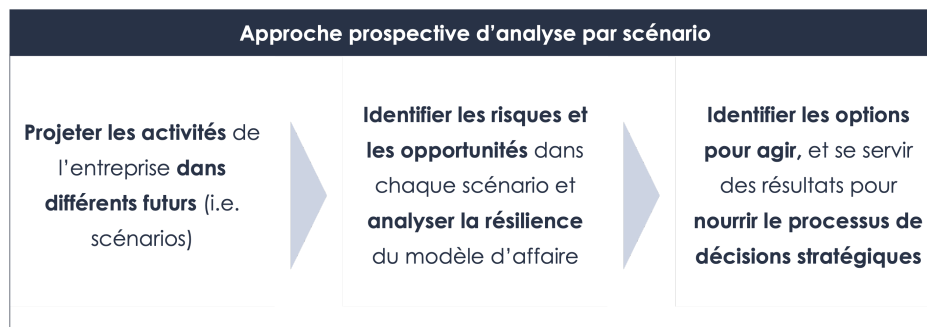 Approche prospective d’analyse par scénario
Projeter les activités de
l’entreprise dans
différents futurs (i.e.
scénarios)
Identifier les risques et
les opportunités dans
chaque scénario et
analyser la résilience
du modèle d’affaire
Identifier les options
pour agir, et se servir
des résultats pour
nourrir le processus de
décisions stratégiques